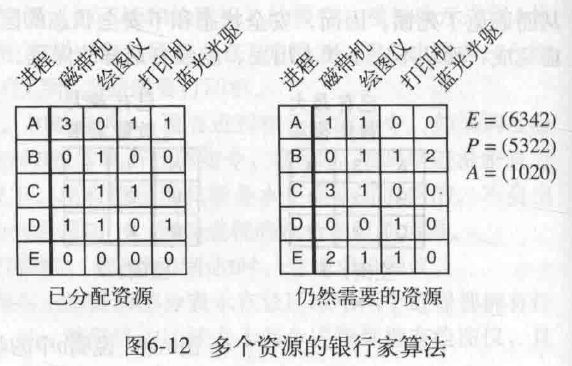 进程 磁带机 绘图仪 打印机 蓝光光驱
A 3 0 1 1
B 0 1 0 0
C 1 1 1 0
D 1 1 0 1
E 0 0 0 0
已分配资源
进程 磁带机 绘图仪 打印机 蓝光光驱
A 1 1 0 0
B 0 1 1 2
C 3 1 0 0
D 0 0 1 0
E 2 1 1 0
仍然需要的资源
E = (6342)
P = (5322)
A = (1020)
图6-12 多个资源的银行家算法